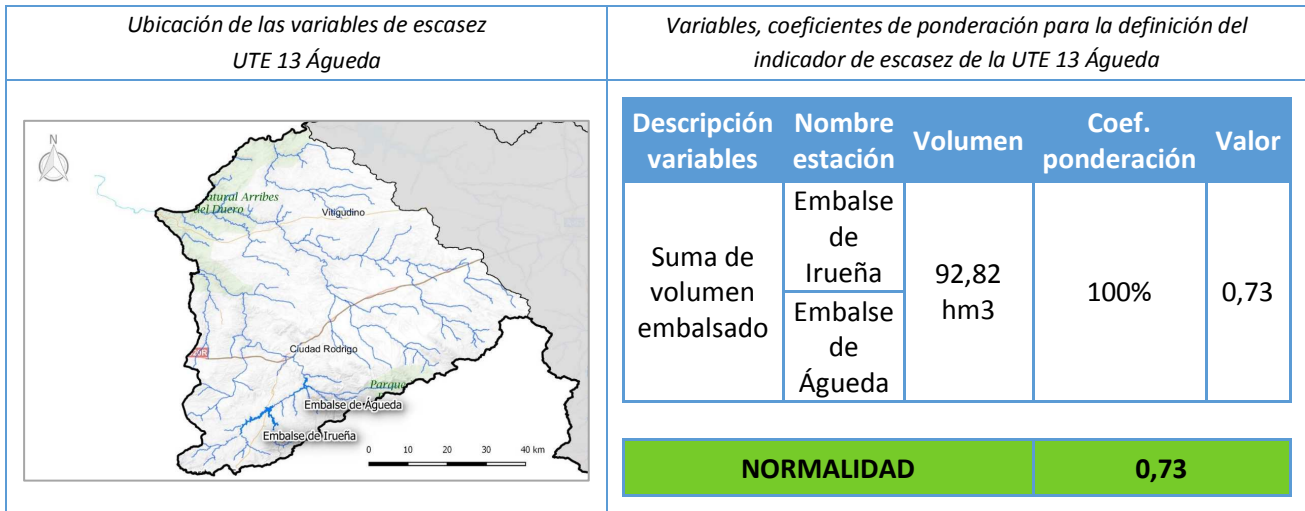 Ubicación de las variables de escasez
UTE 13 Águeda
Variables, coeficientes de ponderación para la definición del
indicador de escasez de la UTE 13 Águeda
N
atural Arribes
del Duero
Vitigudino
Ciudad Rodrigo
Parque
Embalse de Águeda
Embalse de Irueña
0 10 20 30 40 km
Descripción
variables
Nombre
estación
Volumen
Coef.
ponderación
Valor
Suma de
volumen
embalsado
Embalse
de
Irueña
Embalse
de
Águeda
92,82
hm3
100%
0,73
NORMALIDAD
0,73